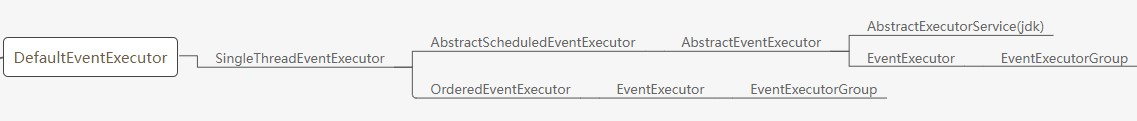 AbstractExecutorService(jdk)
DefaultEventExecutor SingleThreadEventExecutor AbstractScheduledEventExecutor AbstractEventExecutor
EventExecutor EventExecutorGroup
OrderedEventExecutor EventExecutor EventExecutorGroup